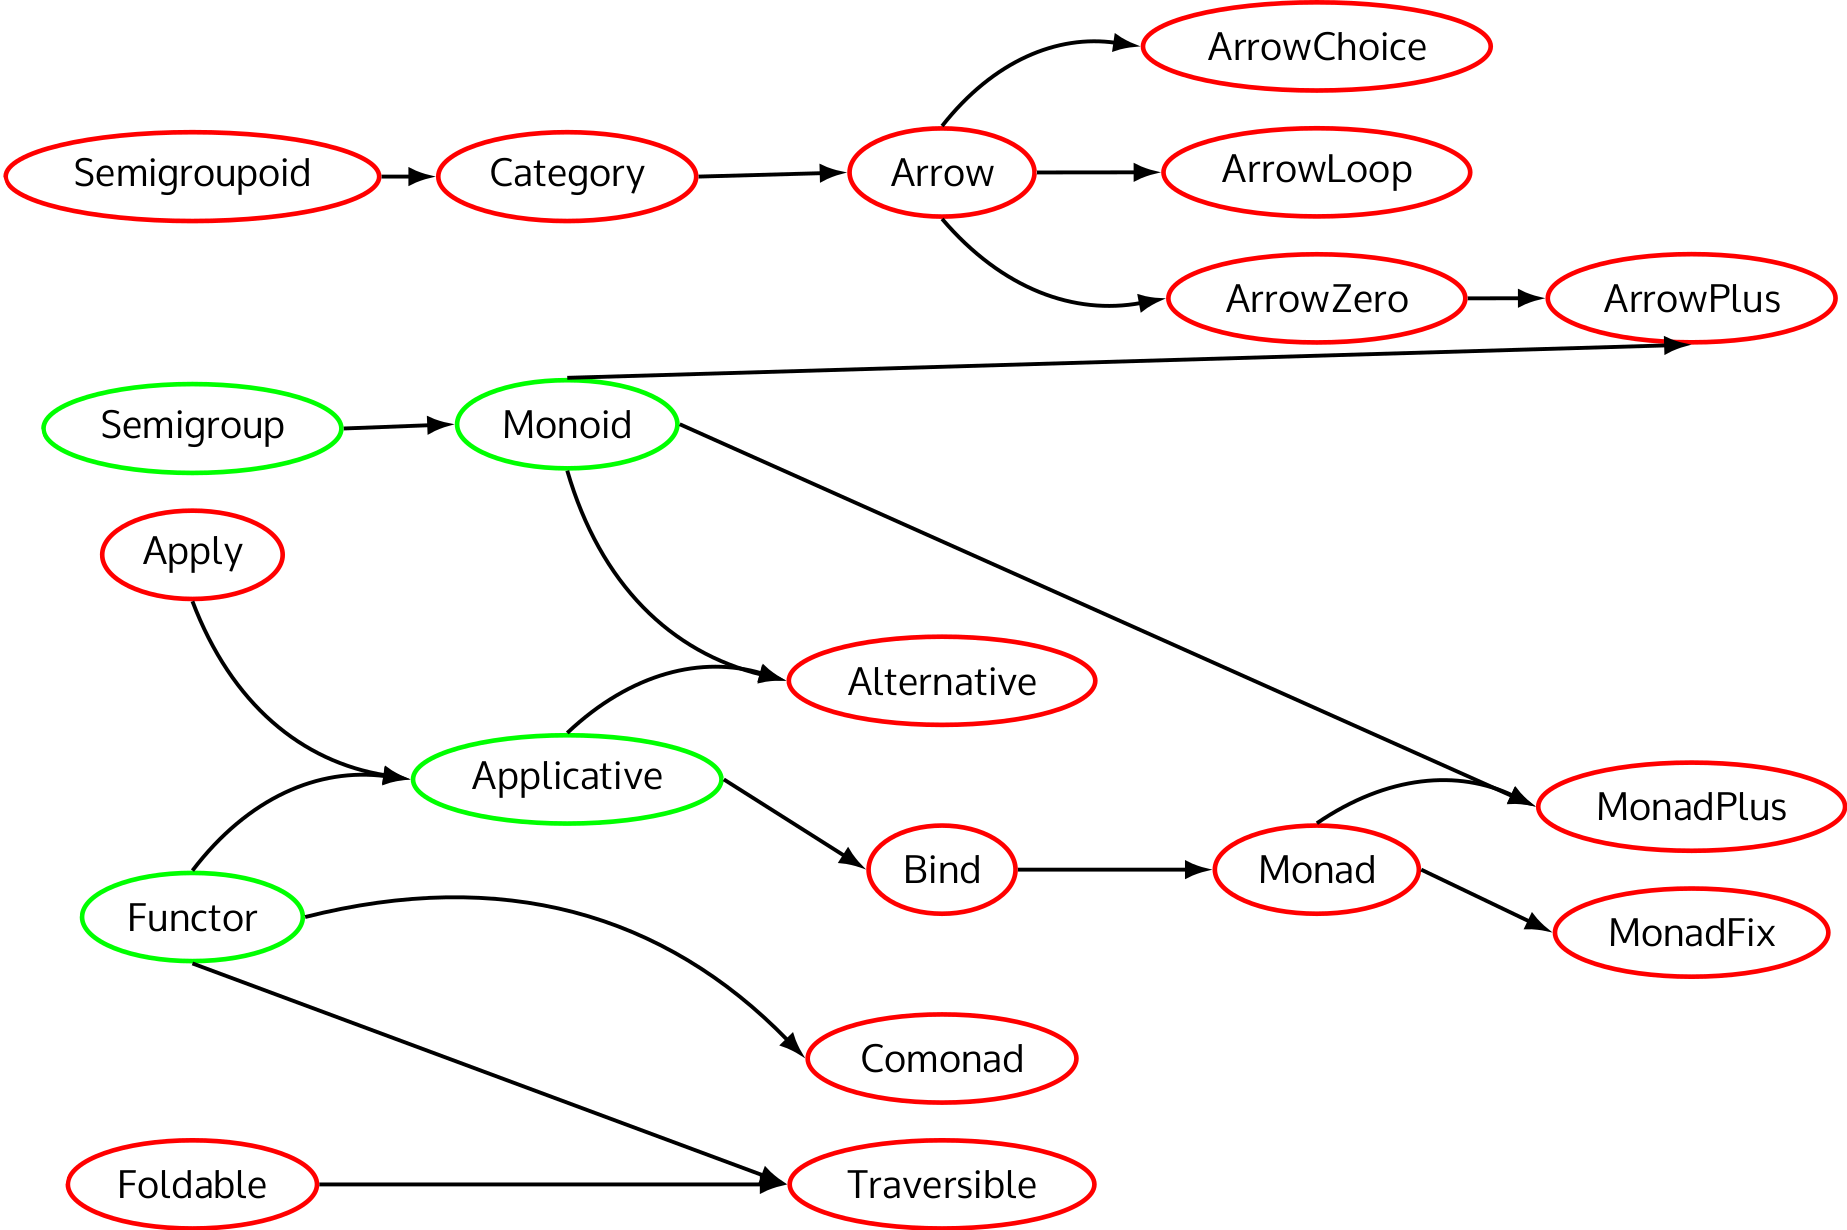 ArrowChoice
Semigroupoid
Category
Arrow
ArrowLoop
ArrowZero
ArrowPlus
Semigroup
Monoid
Apply
Alternative
Applicative
MonadPlus
Bind
Monad
Functor
MonadFix
Comonad
Foldable
Traversible